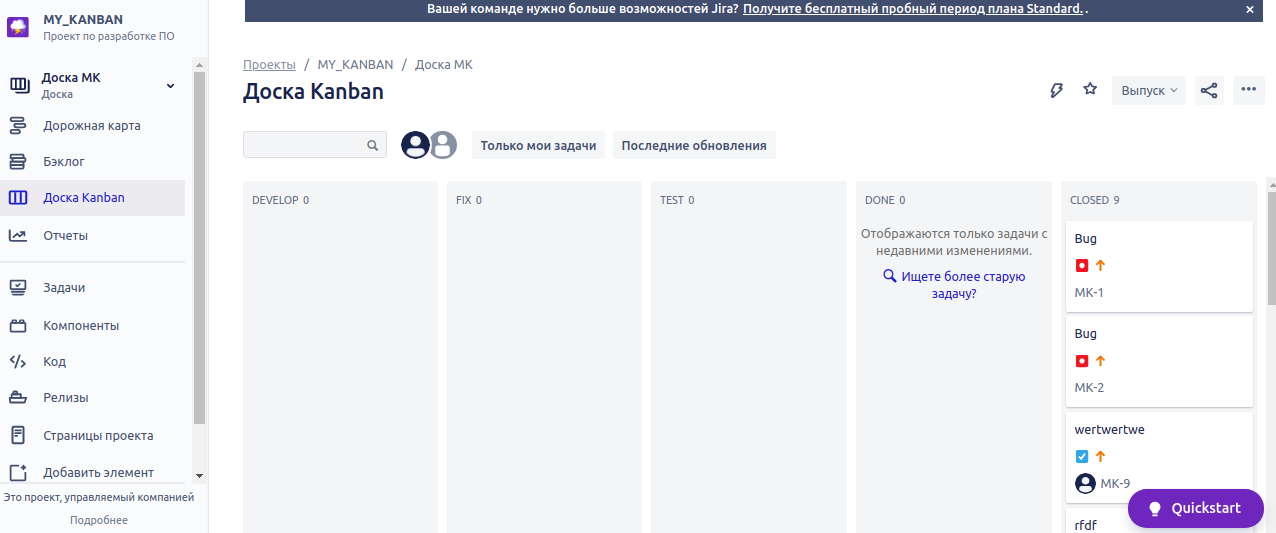 Вашей команде нужно больше возможностей Jira? Получите бесплатный пробный период плана Standard. .
MY_KANBAN
Проект по разработке ПО
Доска МК
Доска
Дорожная карта
Бэклог
Доска Kanban
Отчеты
Задачи
Компоненты
Код
Релизы
Страницы проекта
Добавить элемент
Это проект, управляемый компанией
Подробнее
Проекты / MY_KANBAN / Доска МК
Доска Kanban
Выпуск
Только мои задачи
Последние обновления
DEVELOP 0
FIX 0
TEST 0
DONE 0
Отображаются только задачи с
недавними изменениями.
Ищете более старую
задачу?
CLOSED 9
Bug
MK-1
Bug
MK-2
wertwertwe
MK-9
rfdf
Quickstart